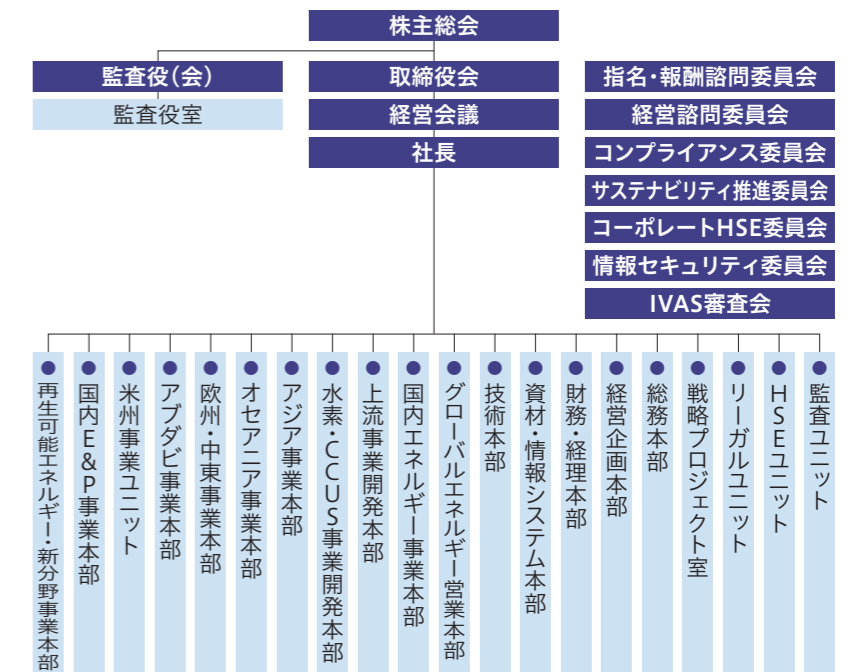 株主総会
監査役(会)
取締役会
指名・報酬諮問委員会
監査役室
経営会議
経営諮問委員会
社長
コンプライアンス委員会
サステナビリティ推進委員会
コーポレートHSE委員会
情報セキュリティ委員会
IVAS審査会
監査ユニット
HSEユニット
リーガルユニット
戦略プロジェクト室
総務本部
経営企画本部
財務・経理本部
資材・情報システム本部
技術本部
グローバルエネルギー営業本部
国内エネルギー事業本部
上流事業開発本部
水素・CCUS事業開発本部
アジア事業本部
オセアニア事業本部
欧州・中東事業本部
アブダビ事業本部
米州事業ユニット
国内E&P事業本部
再生可能エネルギー・新分野事業本部